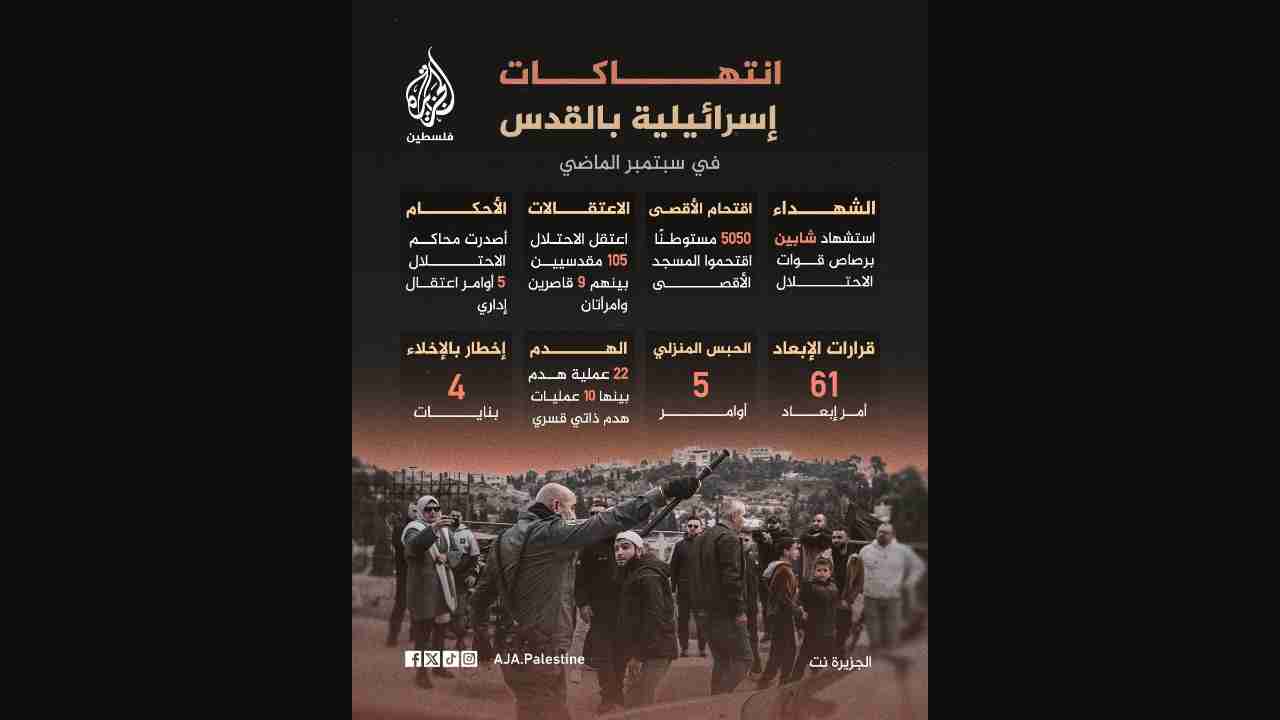 انتهاكات
إسرائيلية بالقدس
في سبتمبر الماضي
الجزيرة
فلسطين
الشهداء
استشهاد شابين
برصاص قوات
الاحتلال
اقتحام الأقصى
5050 مستوطنًا
اقتحموا المسجد
الأقصى
الاعتقالات
اعتقل الاحتلال
105 مقدسيين
بينهم 9 قاصرين
وامرأتان
الأحكام
أصدرت محاكم
الاحتلال
5 أوامر اعتقال
إداري
قرارات الإبعاد
61
أمر إبعاد
الحبس المنزلي
5
أوامر
الهدم
22 عملية هدم
بينها 10 عمليات
هدم ذاتي قسري
إخطار بالإخلاء
4
بنايات
الجزيرة نت
AJA.Palestine